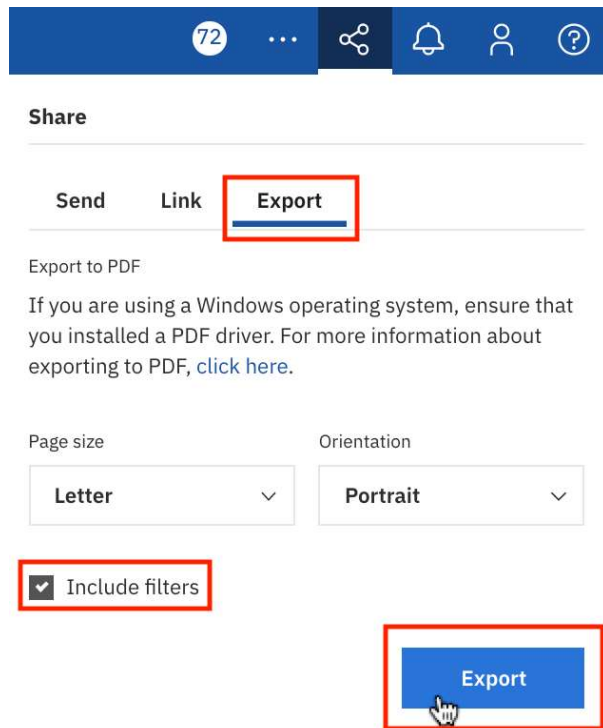 72 ...
Share
Send Link Export
Export to PDF
If you are using a Windows operating system, ensure that
you installed a PDF driver. For more information about
exporting to PDF, click here.
Page size Orientation
Letter Portrait
Include filters
Export